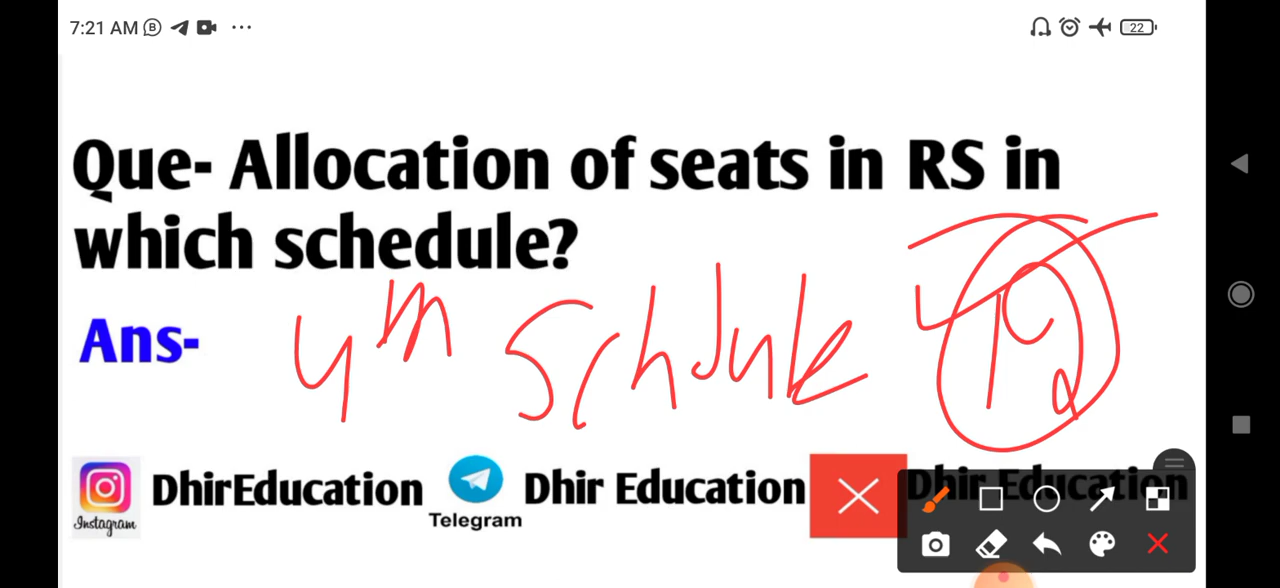 7:21 AM
22
Que- Allocation of seats in RS in
which schedule?
Ans- 4th Schdule
DhirEducation Dhir Education Dhir Education
Instagram Telegram